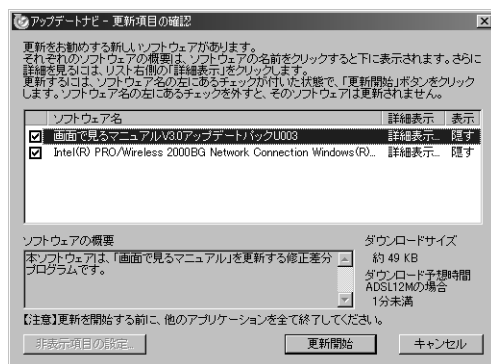 アップデートナビ - 更新項目の確認
更新をお勧めする新しいソフトウェアがあります。
それぞれのソフトウェアの概要は、ソフトウェアの名前をクリックすると下に表示されます。さらに
詳細を見るには、リスト右側の「詳細表示」をクリックします。
更新するには、ソフトウェア名の左にあるチェックが付いた状態で、「更新開始」ボタンをクリック
します。ソフトウェア名の左にあるチェックを外すと、そのソフトウェアは更新されません。
ソフトウェア名 詳細表示 表示
画面で見るマニュアルV3.0アップデートパックU003 詳細表示... 隠す
Intel(R) PRO/Wireless 2000BG Network Connection Windows(R)... 詳細表示... 隠す
ソフトウェアの概要
本ソフトウェアは、「画面で見るマニュアル」を更新する修正差分
プログラムです。
ダウンロードサイズ
約 49 KB
ダウンロード予想時間
ADSL12Mの場合
1分未満
【注意】更新を開始する前に、他のアプリケーションを全て終了してください。
非表示項目の設定... 更新開始 キャンセル